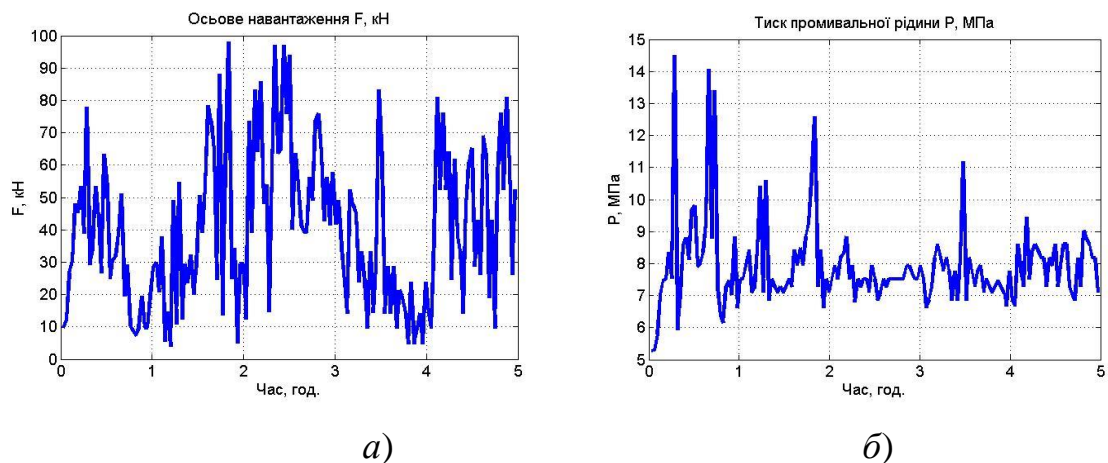 Осьове навантаження F, кН
F, кН
100
90
80
70
60
50
40
30
20
10
0
0 1 2 3 4 5
Час, год.
а)
Тиск промивальної рідини P, МПа
P, МПа
15
14
13
12
11
10
9
8
7
6
5
0 1 2 3 4 5
Час, год.
б)